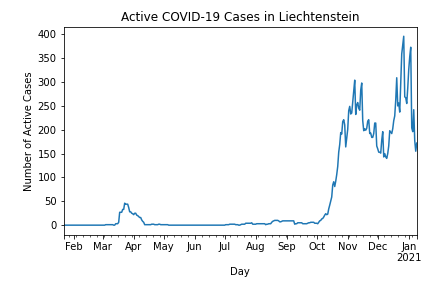 Active COVID-19 Cases in Liechtenstein
400
350
300
250
200
150
100
50
0
Number of Active Cases
Feb Mar Apr May Jun Jul Aug Sep Oct Nov Dec Jan
2021
Day